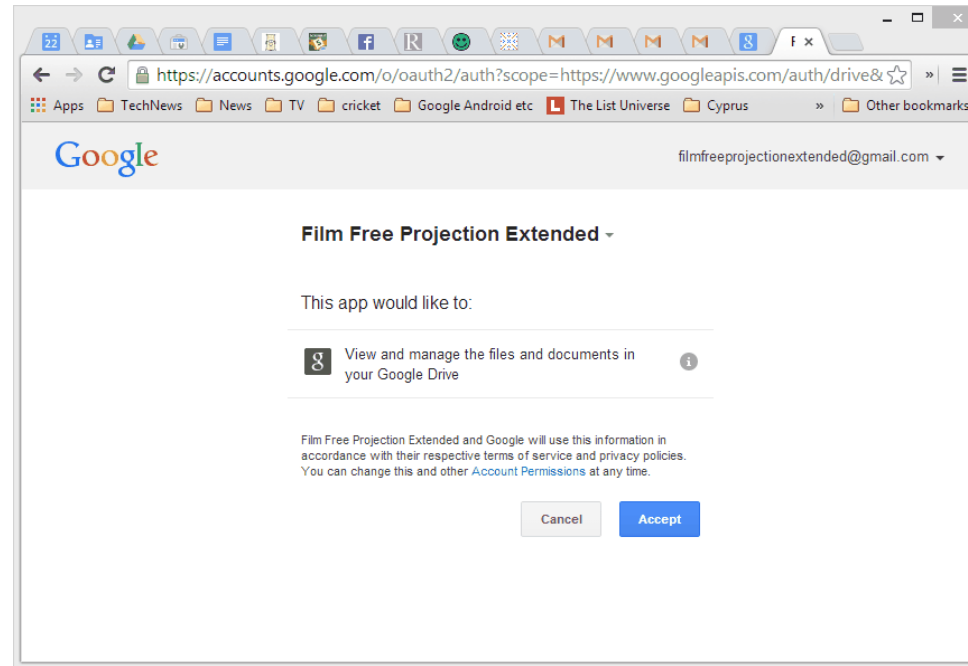 22 f R M M M M 8 F ×
https://accounts.google.com/o/oauth2/auth?scope=https://www.googleapis.com/auth/drive& »
Apps TechNews News TV cricket Google Android etc L The List Universe Cyprus » Other bookmarks
Google filmfreeprojectionextended@gmail.com
Film Free Projection Extended
This app would like to:
g View and manage the files and documents in
your Google Drive
Film Free Projection Extended and Google will use this information in
accordance with their respective terms of service and privacy policies.
You can change this and other Account Permissions at any time.
Cancel Accept